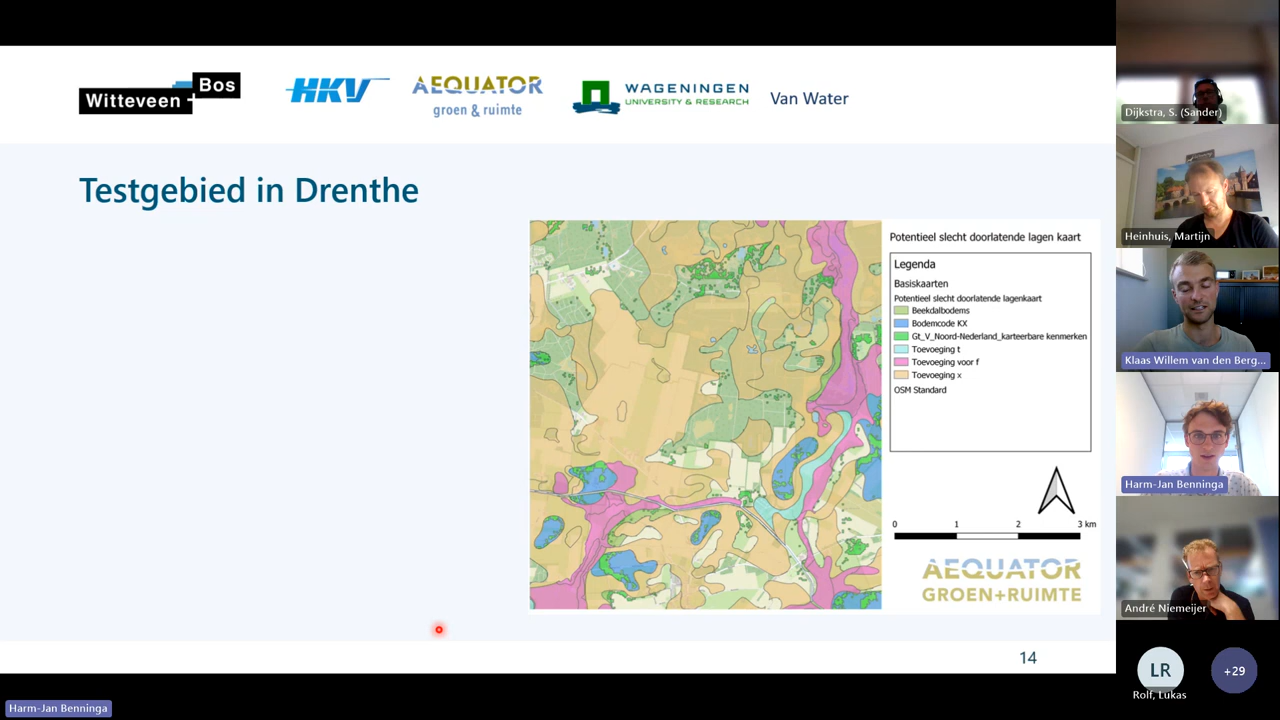 Witteveen + Bos
HKV
AEQUATOR
groen & ruimte
WAGENINGEN
UNIVERSITY & RESEARCH
Van Water
Testgebied in Drenthe
Potentieel slecht doorlatende lagen kaart
Legenda
Basiskaarten
Potentieel slecht doorlatende lagenkaart
Beekdalbodems
Bodemcode KX
Gt_V_Noord-Nederland_karteerbare kenmerken
Toevoeging t
Toevoeging voor f
Toevoeging x
OSM Standard
0 1 2 3 km
AEQUATOR
GROEN+RUIMTE
14
Harm-Jan Benninga
Dijkstra, S. (Sander)
Heinhuis, Martijn
Klaas Willem van den Berg...
Harm-Jan Benninga
André Niemeijer
LR
Rolf, Lukas
+29